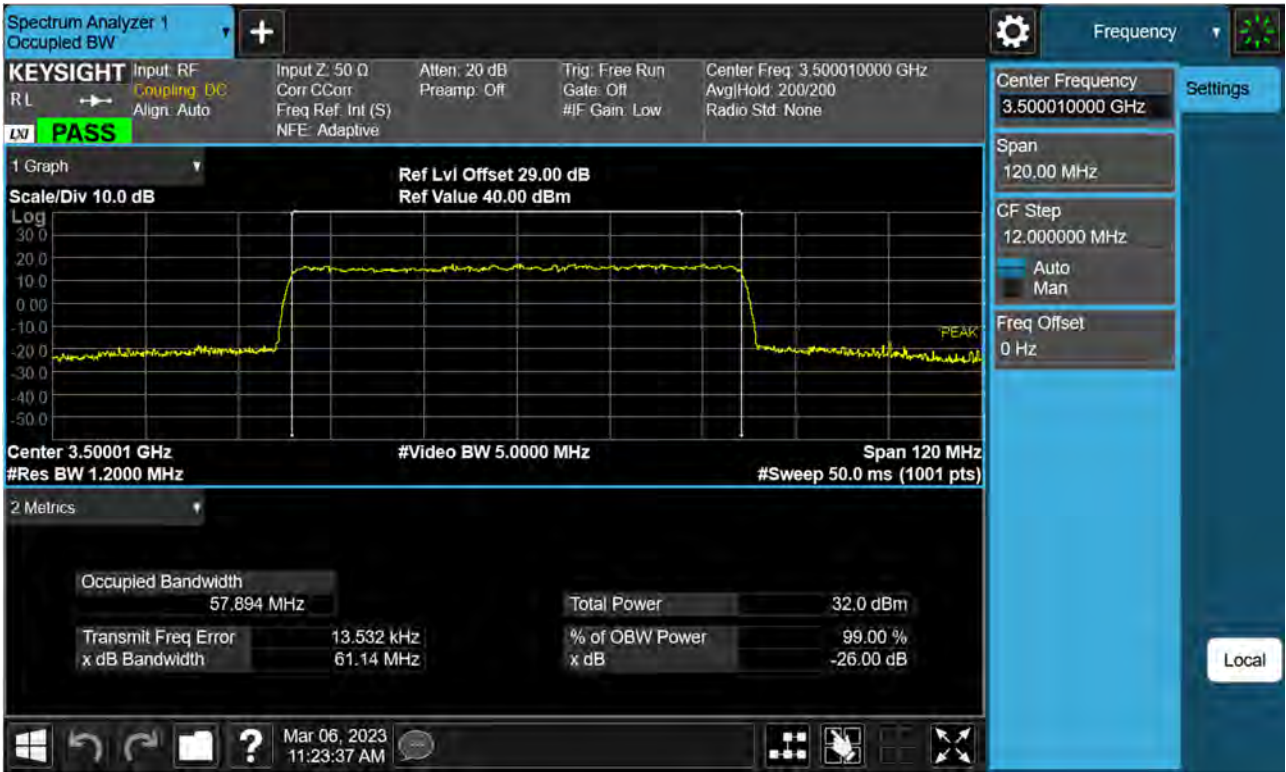 Spectrum Analyzer 1
Occupied BW
+
Frequency
KEYSIGHT
R L
LXI
PASS
Input: RF
Coupling: DC
Align: Auto
Input Z: 50 Ω
Corr CCorr
Freq Ref: Int (S)
NFE: Adaptive
Atten: 20 dB
Preamp: Off
Trig: Free Run
Gate: Off
#IF Gain: Low
Center Freq: 3.500010000 GHz
Avg|Hold: 200/200
Radio Std: None
Center Frequency
3.500010000 GHz
Settings
Span
120.00 MHz
CF Step
12.000000 MHz
Auto
Man
Freq Offset
0 Hz
1 Graph
Scale/Div 10.0 dB
Ref Lvl Offset 29.00 dB
Ref Value 40.00 dBm
Log
30.0
20.0
10.0
0.00
-10.0
-20.0
-30.0
-40.0
-50.0
PEAK
Center 3.50001 GHz
#Video BW 5.0000 MHz
Span 120 MHz
#Res BW 1.2000 MHz
#Sweep 50.0 ms (1001 pts)
2 Metrics
Occupied Bandwidth
57.894 MHz
Total Power 32.0 dBm
Transmit Freq Error 13.532 kHz
% of OBW Power 99.00 %
x dB Bandwidth 61.14 MHz
x dB -26.00 dB
Local
?
Mar 06, 2023
11:23:37 AM